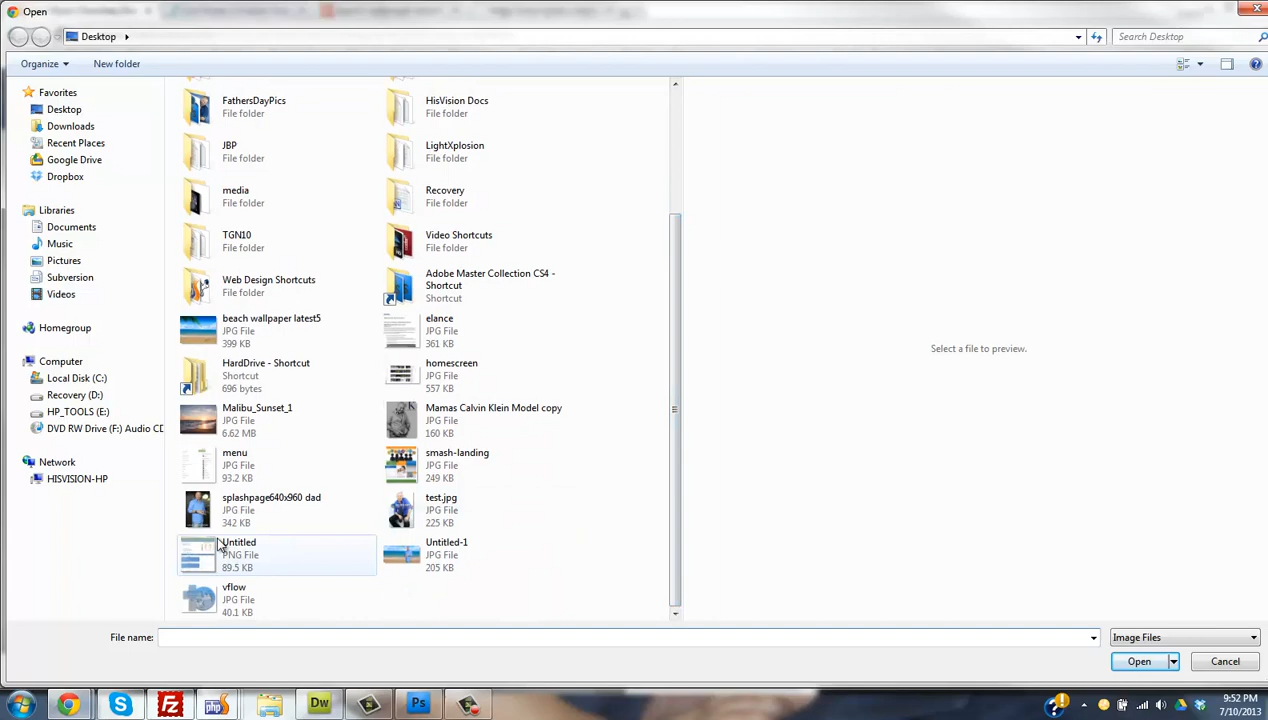 Open
Desktop
Search Desktop
Organize
New folder
Favorites
Desktop
Downloads
Recent Places
Google Drive
Dropbox
Libraries
Documents
Music
Pictures
Subversion
Videos
Homegroup
Computer
Local Disk (C:)
Recovery (D:)
HP_TOOLS (E:)
DVD RW Drive (F:) Audio CD
Network
HISVISION-HP
FathersDayPics
File folder
HisVision Docs
File folder
JBP
File folder
LightXplosion
File folder
media
File folder
Recovery
File folder
TGN10
File folder
Video Shortcuts
File folder
Web Design Shortcuts
File folder
Adobe Master Collection CS4 -
Shortcut
Shortcut
beach wallpaper latest5
JPG File
399 KB
elance
JPG File
361 KB
HardDrive - Shortcut
Shortcut
696 bytes
homescreen
JPG File
557 KB
Malibu_Sunset_1
JPG File
6.62 MB
Mamas Calvin Klein Model copy
JPG File
160 KB
menu
JPG File
93.2 KB
smash-landing
JPG File
249 KB
splashpage640x960 dad
JPG File
342 KB
test.jpg
JPG File
225 KB
Untitled
PNG File
89.5 KB
Untitled-1
JPG File
205 KB
vflow
JPG File
40.1 KB
Select a file to preview.
File name:
Image Files
Open
Cancel
Fz
php
Dw
Ps
9:52 PM
7/10/2013